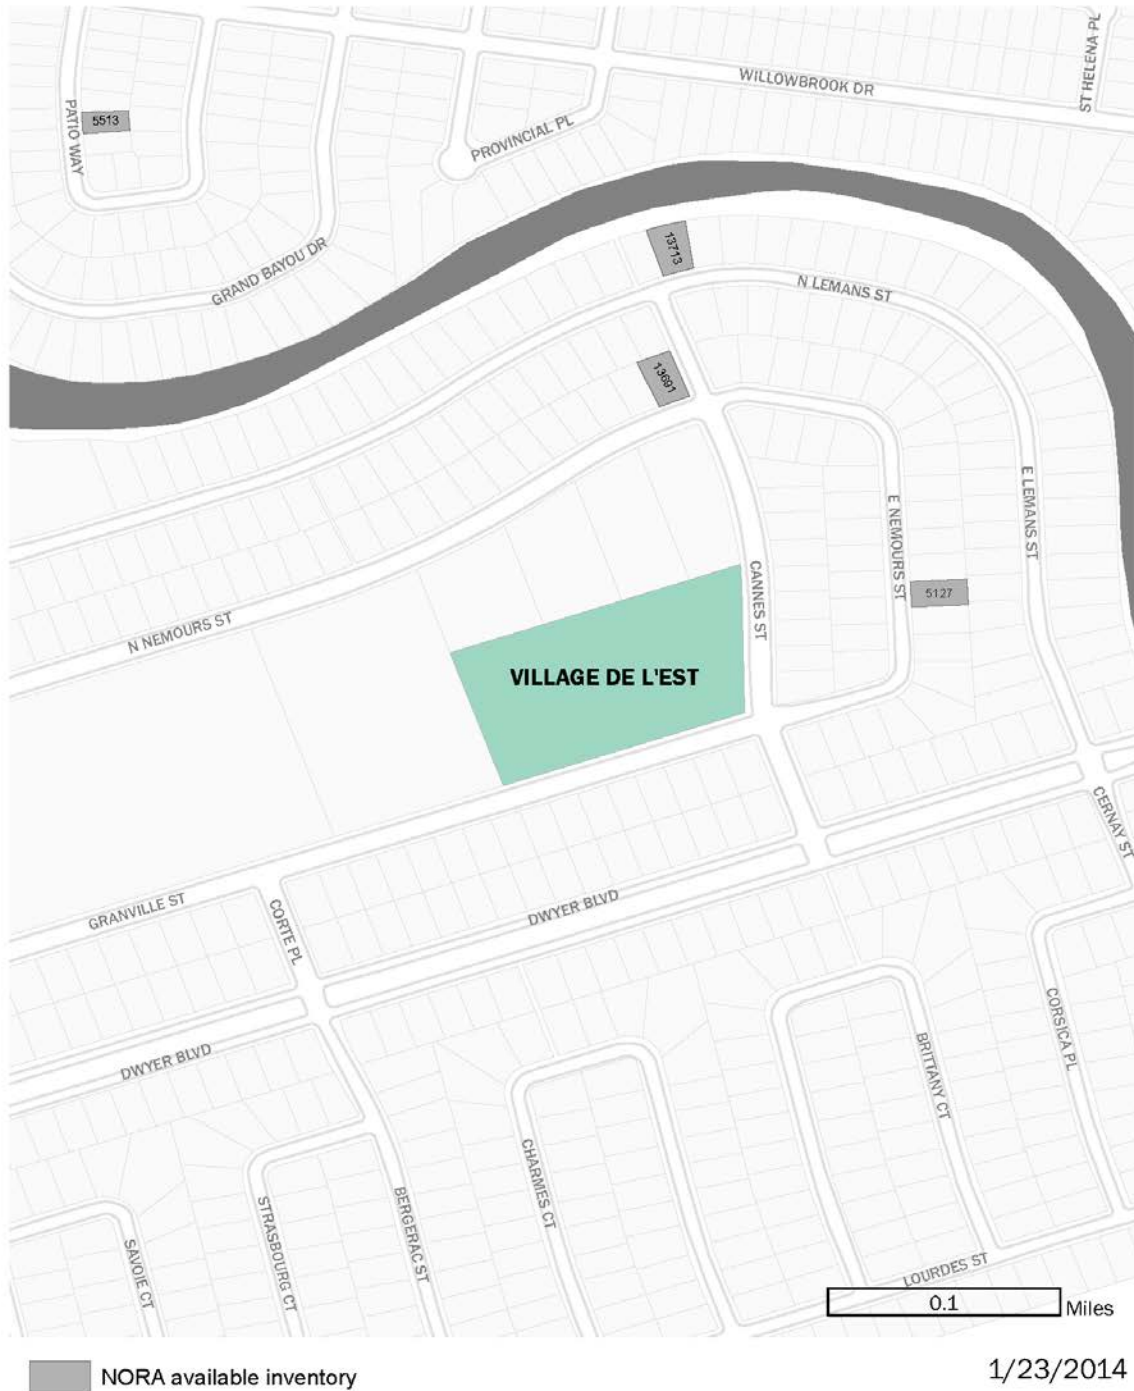 ST HELENA PL
WILLOWBROOK DR
PATIO WAY
5513
PROVINCIAL PL
GRAND BAYOU DR
13713
N LEMANS ST
13691
E LEMANS ST
E NEMOURS ST
CANNES ST
5127
N NEMOURS ST
VILLAGE DE L'EST
CERNAY ST
GRANVILLE ST
CORTE PL
DWYER BLVD
DWYER BLVD
CORSICA PL
BRITTANY CT
CHARMES CT
BERGERAC ST
STRASBOURG CT
SAVOIE CT
LOURDES ST
0.1
Miles
NORA available inventory
1/23/2014